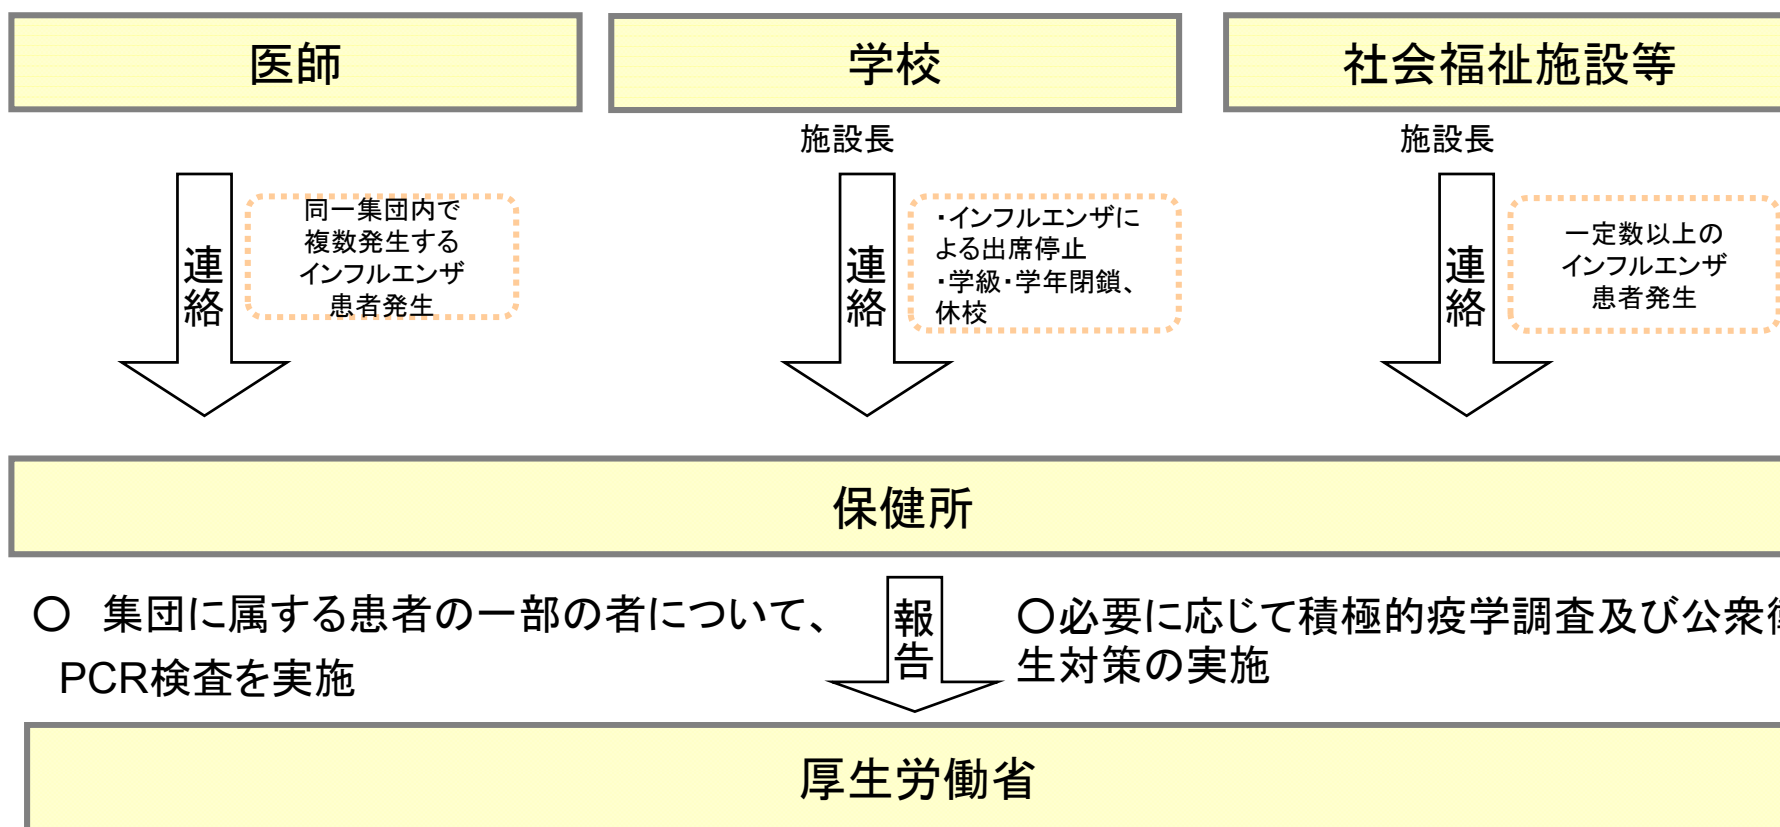 医師
学校
社会福祉施設等
施設長
施設長
連絡
同一集団内で
複数発生する
インフルエンザ
患者発生
連絡
・インフルエンザに
よる出席停止
・学級・学年閉鎖、
休校
連絡
一定数以上の
インフルエンザ
患者発生
保健所
○ 集団に属する患者の一部の者について、
PCR検査を実施
報告
○必要に応じて積極的疫学調査及び公衆衛
生対策の実施
厚生労働省